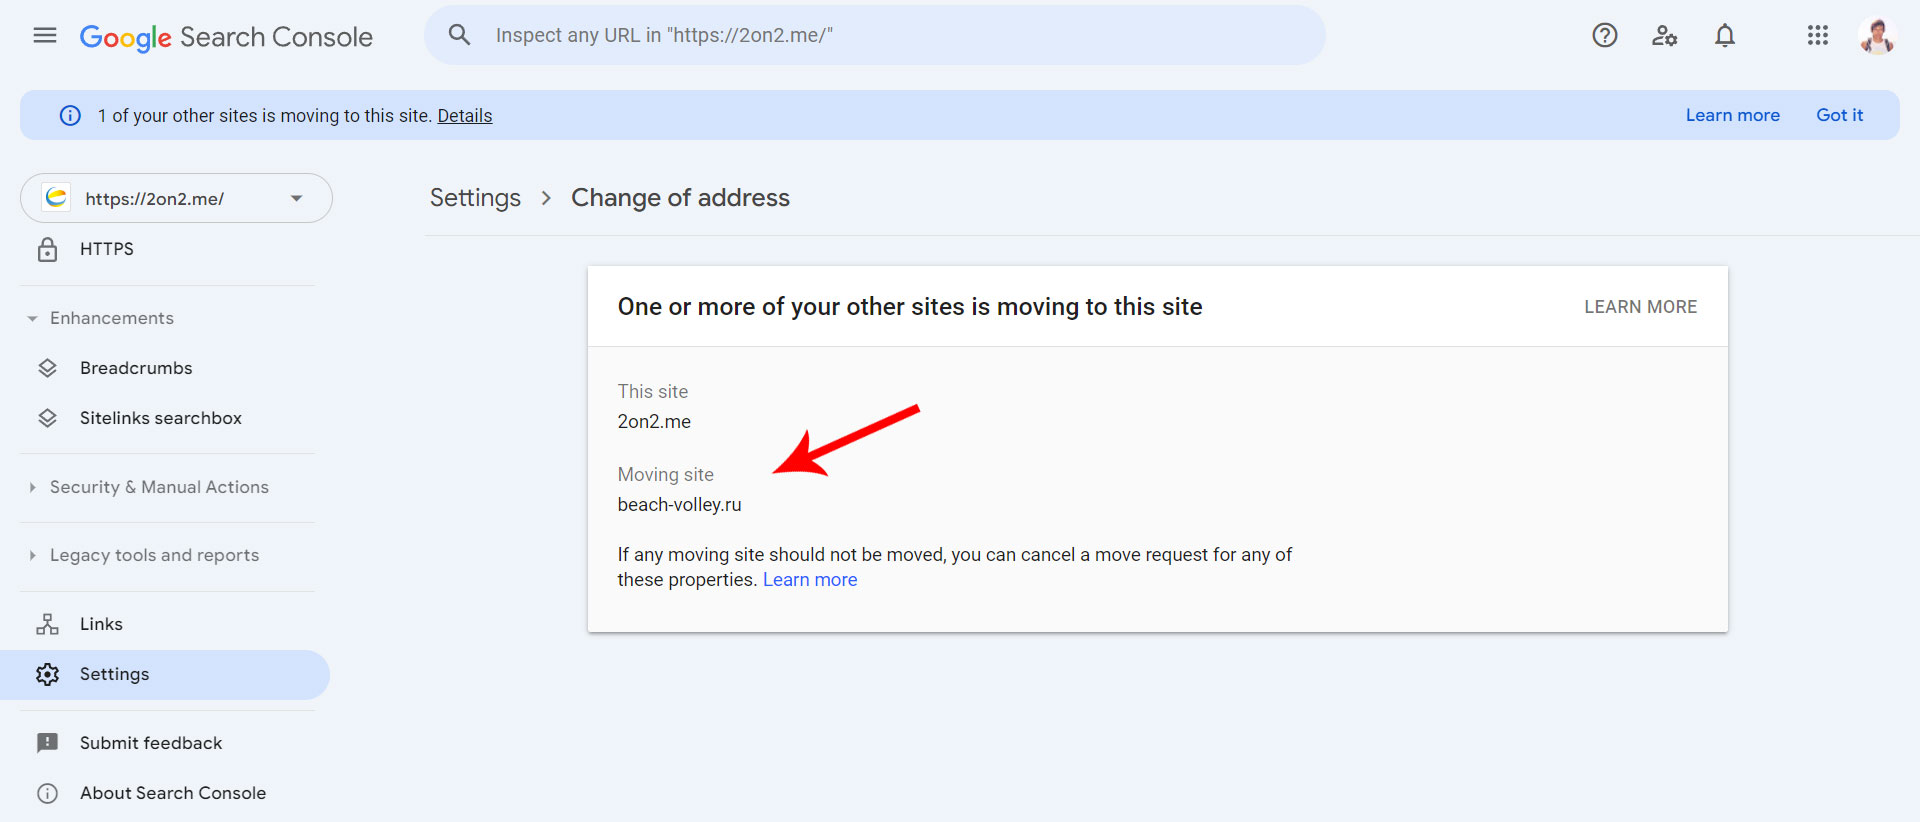 Google Search Console
Inspect any URL in "https://2on2.me/"
1 of your other sites is moving to this site. Details
Learn more
Got it
https://2on2.me/
HTTPS
Enhancements
Breadcrumbs
Sitelinks searchbox
Security & Manual Actions
Legacy tools and reports
Links
Settings
Submit feedback
About Search Console
Settings > Change of address
One or more of your other sites is moving to this site
LEARN MORE
This site
2on2.me
Moving site
beach-volley.ru
If any moving site should not be moved, you can cancel a move request for any of
these properties. Learn more